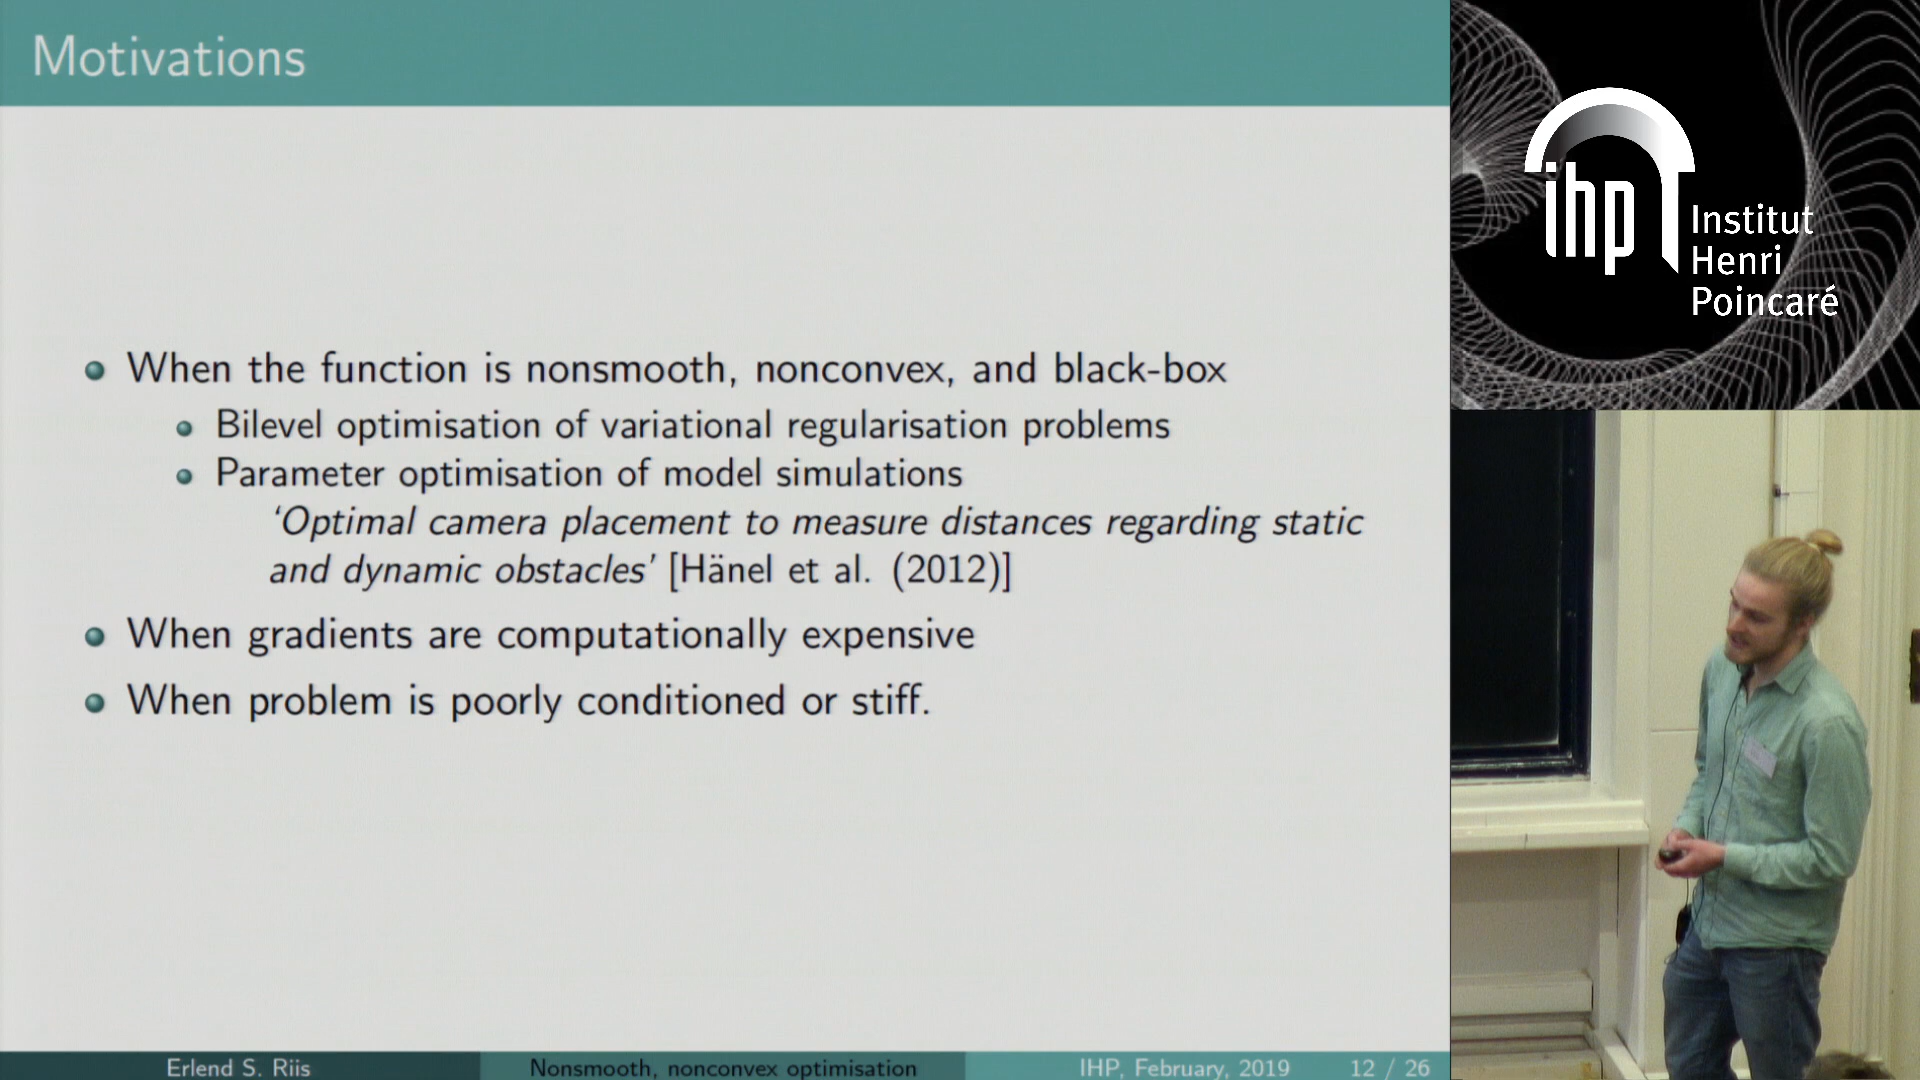 Motivations
When the function is nonsmooth, nonconvex, and black-box
Bilevel optimisation of variational regularisation problems
Parameter optimisation of model simulations
‘Optimal camera placement to measure distances regarding static
and dynamic obstacles’ [Hänel et al. (2012)]
When gradients are computationally expensive
When problem is poorly conditioned or stiff.
Erlend S. Riis
Nonsmooth, nonconvex optimisation
IHP, February, 2019
12 / 26
ihp
Institut
Henri
Poincaré